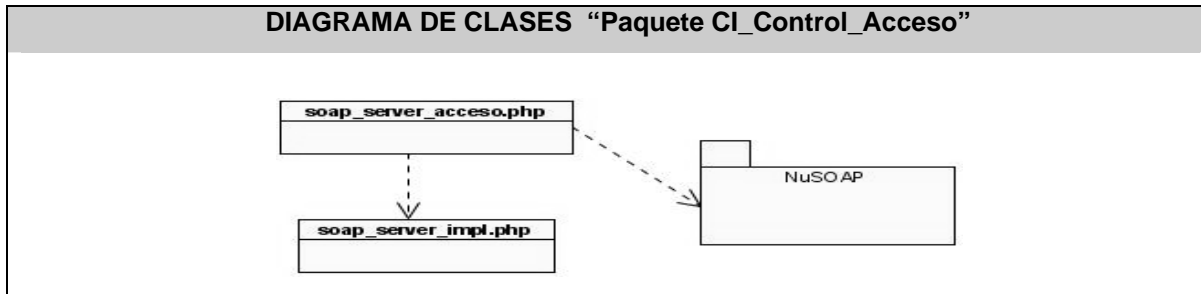 DIAGRAMA DE CLASES “Paquete CI_Control_Acceso”
soap_server_acceso.php
NuSOAP
soap_server_impl.php